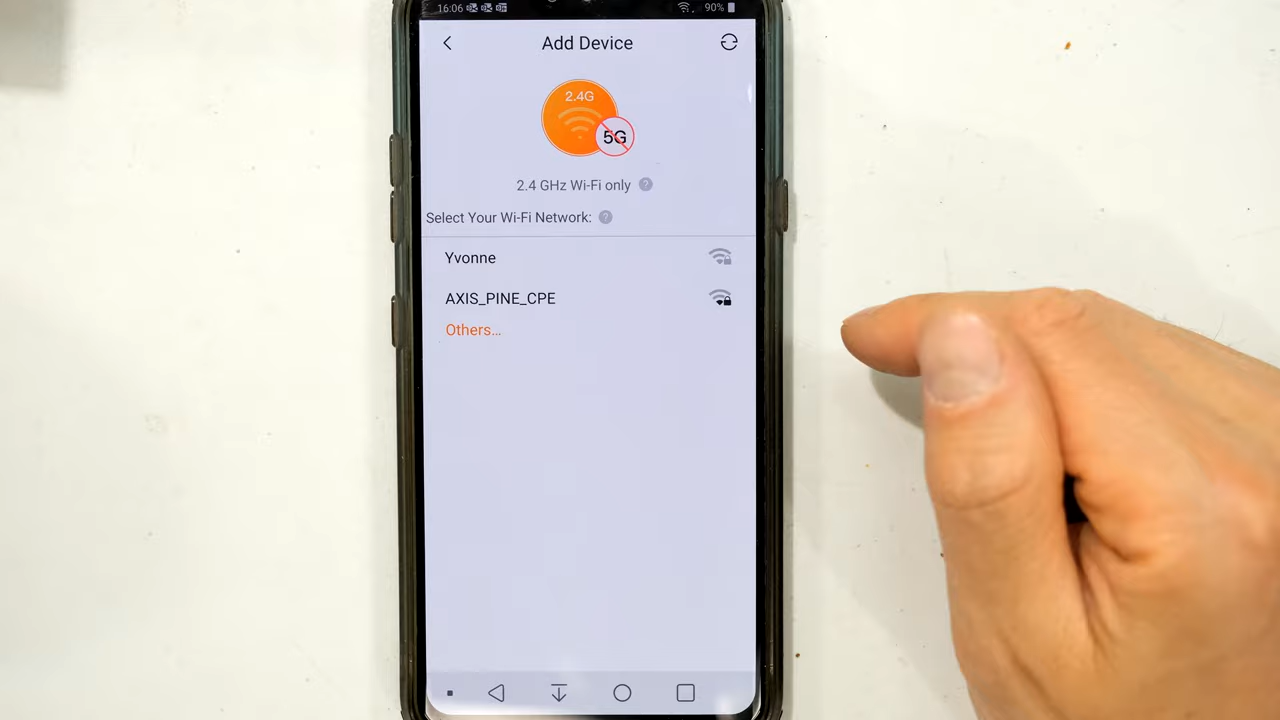 16:06 90%
Add Device
2.4G
5G
2.4 GHz Wi-Fi only ?
Select Your Wi-Fi Network: ?
Yvonne
AXIS_PINE_CPE
Others...